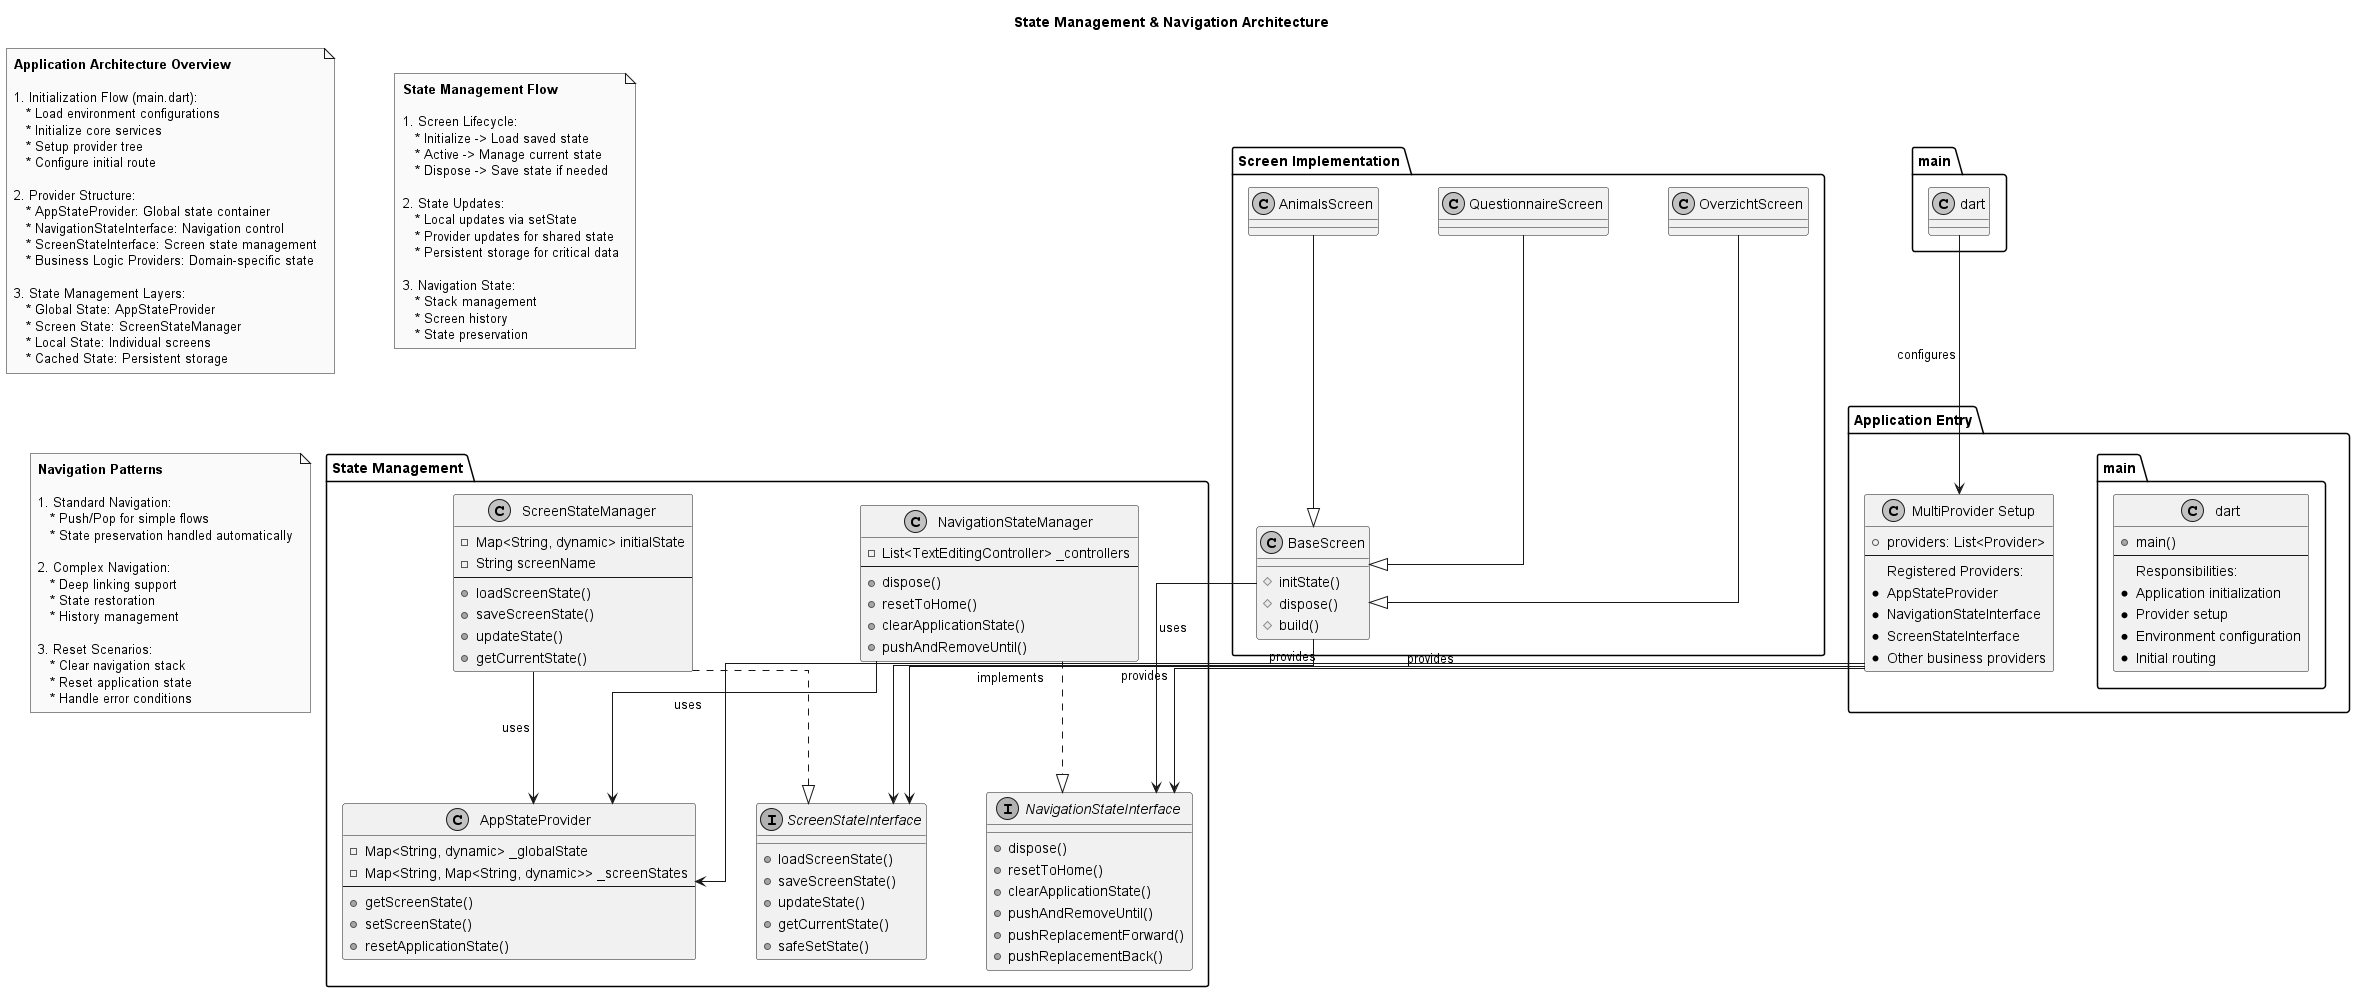 State Management & Navigation Architecture
Application Architecture Overview
1. Initialization Flow (main.dart):
* Load environment configurations
* Initialize core services
* Setup provider tree
* Configure initial route
2. Provider Structure:
* AppStateProvider: Global state container
* NavigationStateInterface: Navigation control
* ScreenStateInterface: Screen state management
* Business Logic Providers: Domain-specific state
3. State Management Layers:
* Global State: AppStateProvider
* Screen State: ScreenStateManager
* Local State: Individual screens
* Cached State: Persistent storage
State Management Flow
1. Screen Lifecycle:
* Initialize -> Load saved state
* Active -> Manage current state
* Dispose -> Save state if needed
2. State Updates:
* Local updates via setState
* Provider updates for shared state
* Persistent storage for critical data
3. Navigation State:
* Stack management
* Screen history
* State preservation
Screen Implementation
C AnimalsScreen
C QuestionnaireScreen
C OverzichtScreen
main
C dart
configures
Navigation Patterns
1. Standard Navigation:
* Push/Pop for simple flows
* State preservation handled automatically
2. Complex Navigation:
* Deep linking support
* State restoration
* History management
3. Reset Scenarios:
* Clear navigation stack
* Reset application state
* Handle error conditions
State Management
C ScreenStateManager
Map<String, dynamic> initialState
String screenName
loadScreenState()
saveScreenState()
updateState()
getCurrentState()
C NavigationStateManager
List<TextEditingController> _controllers
dispose()
resetToHome()
clearApplicationState()
pushAndRemoveUntil()
C BaseScreen
initState()
dispose()
build()
Application Entry
C MultiProvider Setup
providers: List<Provider>
Registered Providers:
AppStateProvider
NavigationStateInterface
ScreenStateInterface
Other business providers
main
C dart
main()
Responsibilities:
Application initialization
Provider setup
Environment configuration
Initial routing
uses
provides
provides
provides
implements
uses
uses
C AppStateProvider
Map<String, dynamic> _globalState
Map<String, Map<String, dynamic>> _screenStates
getScreenState()
setScreenState()
resetApplicationState()
I ScreenStateInterface
loadScreenState()
saveScreenState()
updateState()
getCurrentState()
safeSetState()
I NavigationStateInterface
dispose()
resetToHome()
clearApplicationState()
pushAndRemoveUntil()
pushReplacementForward()
pushReplacementBack()